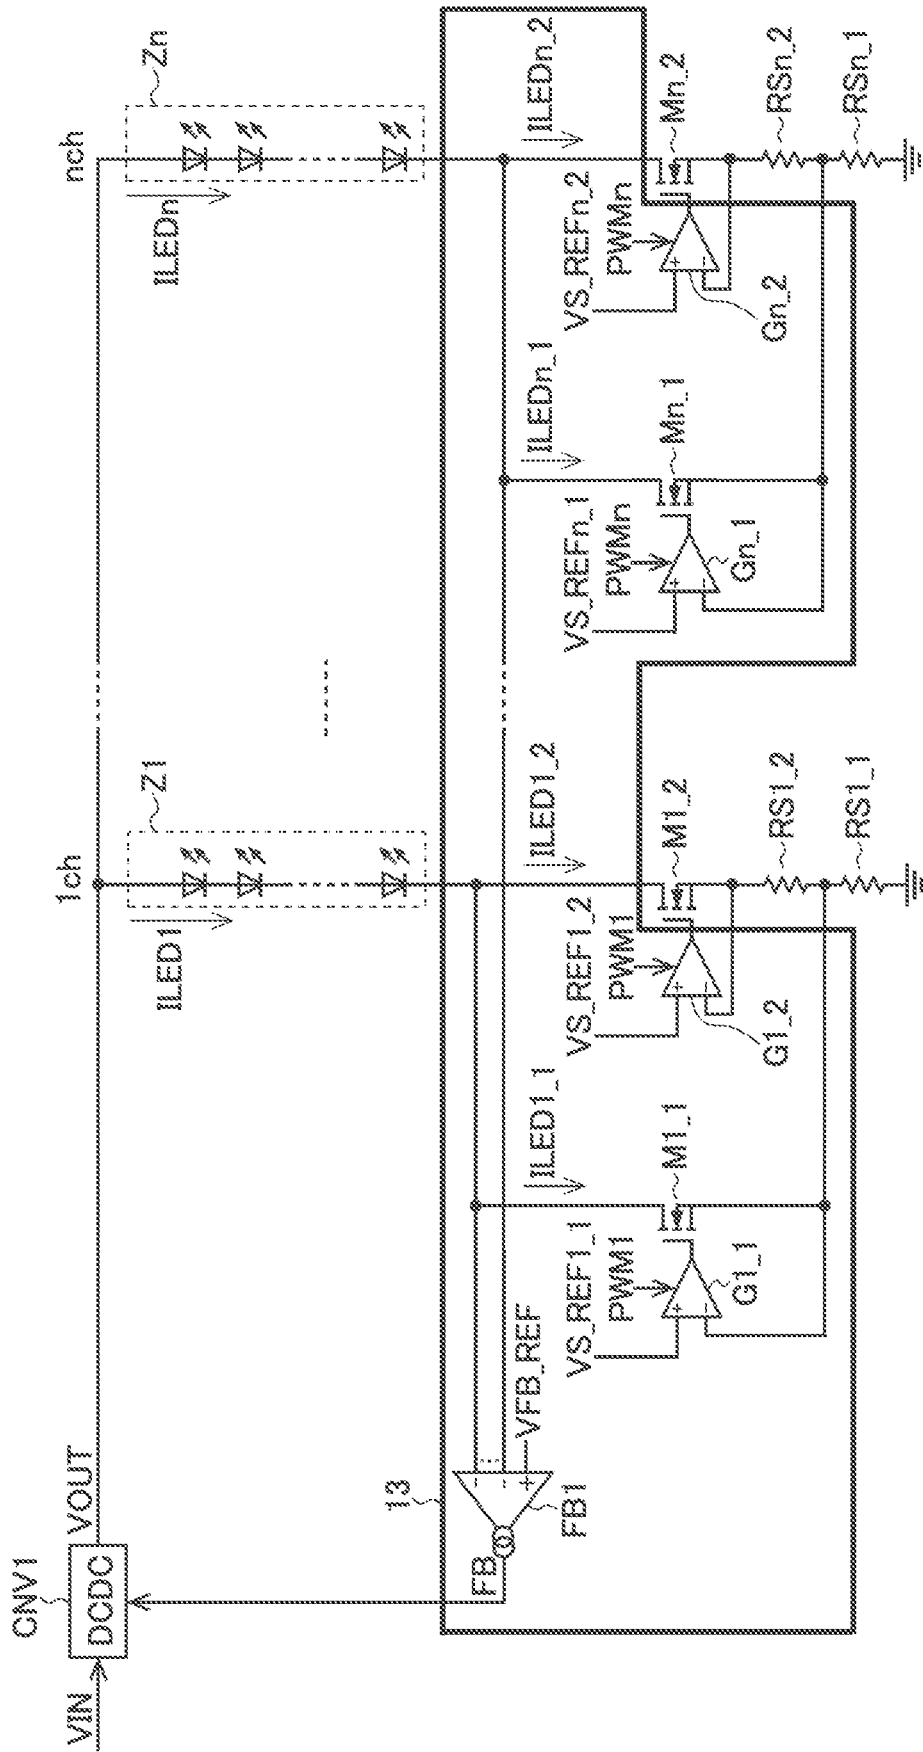 VIN
CNV1
DCDC
VOUT
1ch
nch
Z1
Zn
ILED1
ILEDn
13
FB
FB1
VFB_REF
ILED1_1
ILED1_2
ILEDn_1
ILEDn_2
VS_REF1_1
PWM1
M1_1
G1_1
VS_REF1_2
PWM1
M1_2
G1_2
RS1_2
RS1_1
VS_REFn_1
PWMn
Mn_1
Gn_1
VS_REFn_2
PWMn
Mn_2
Gn_2
RSn_2
RSn_1